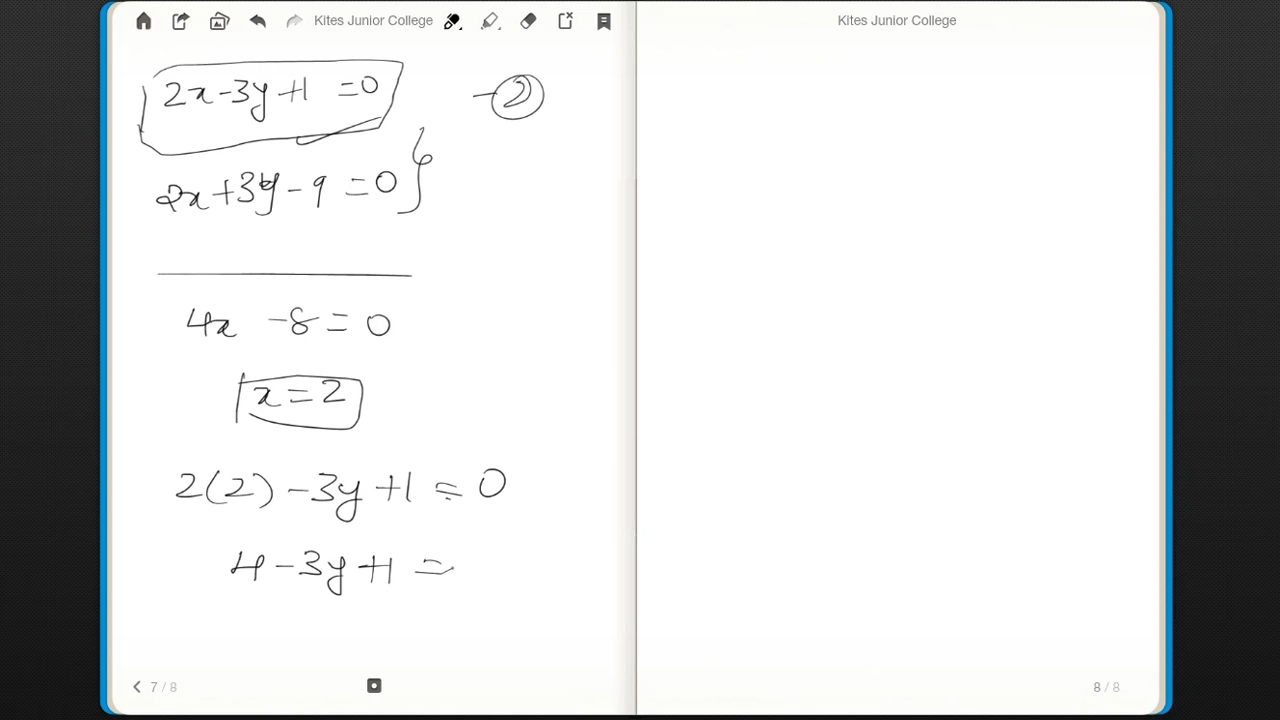 Kites Junior College
Kites Junior College
2x-3y+1 =0 -②
2x+3y-9 =0
4x -8=0
x=2
2(2)-3y+1=0
4-3y+1=
7 / 8
8 / 8